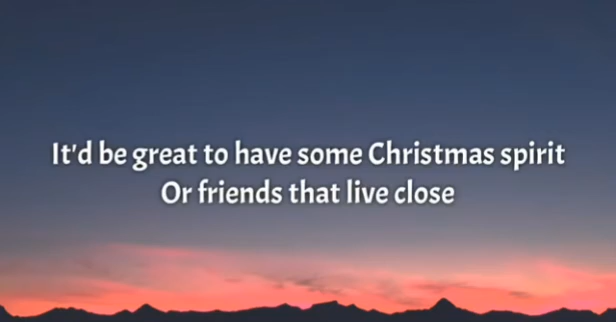 It'd be great to have some Christmas spirit
Or friends that live close